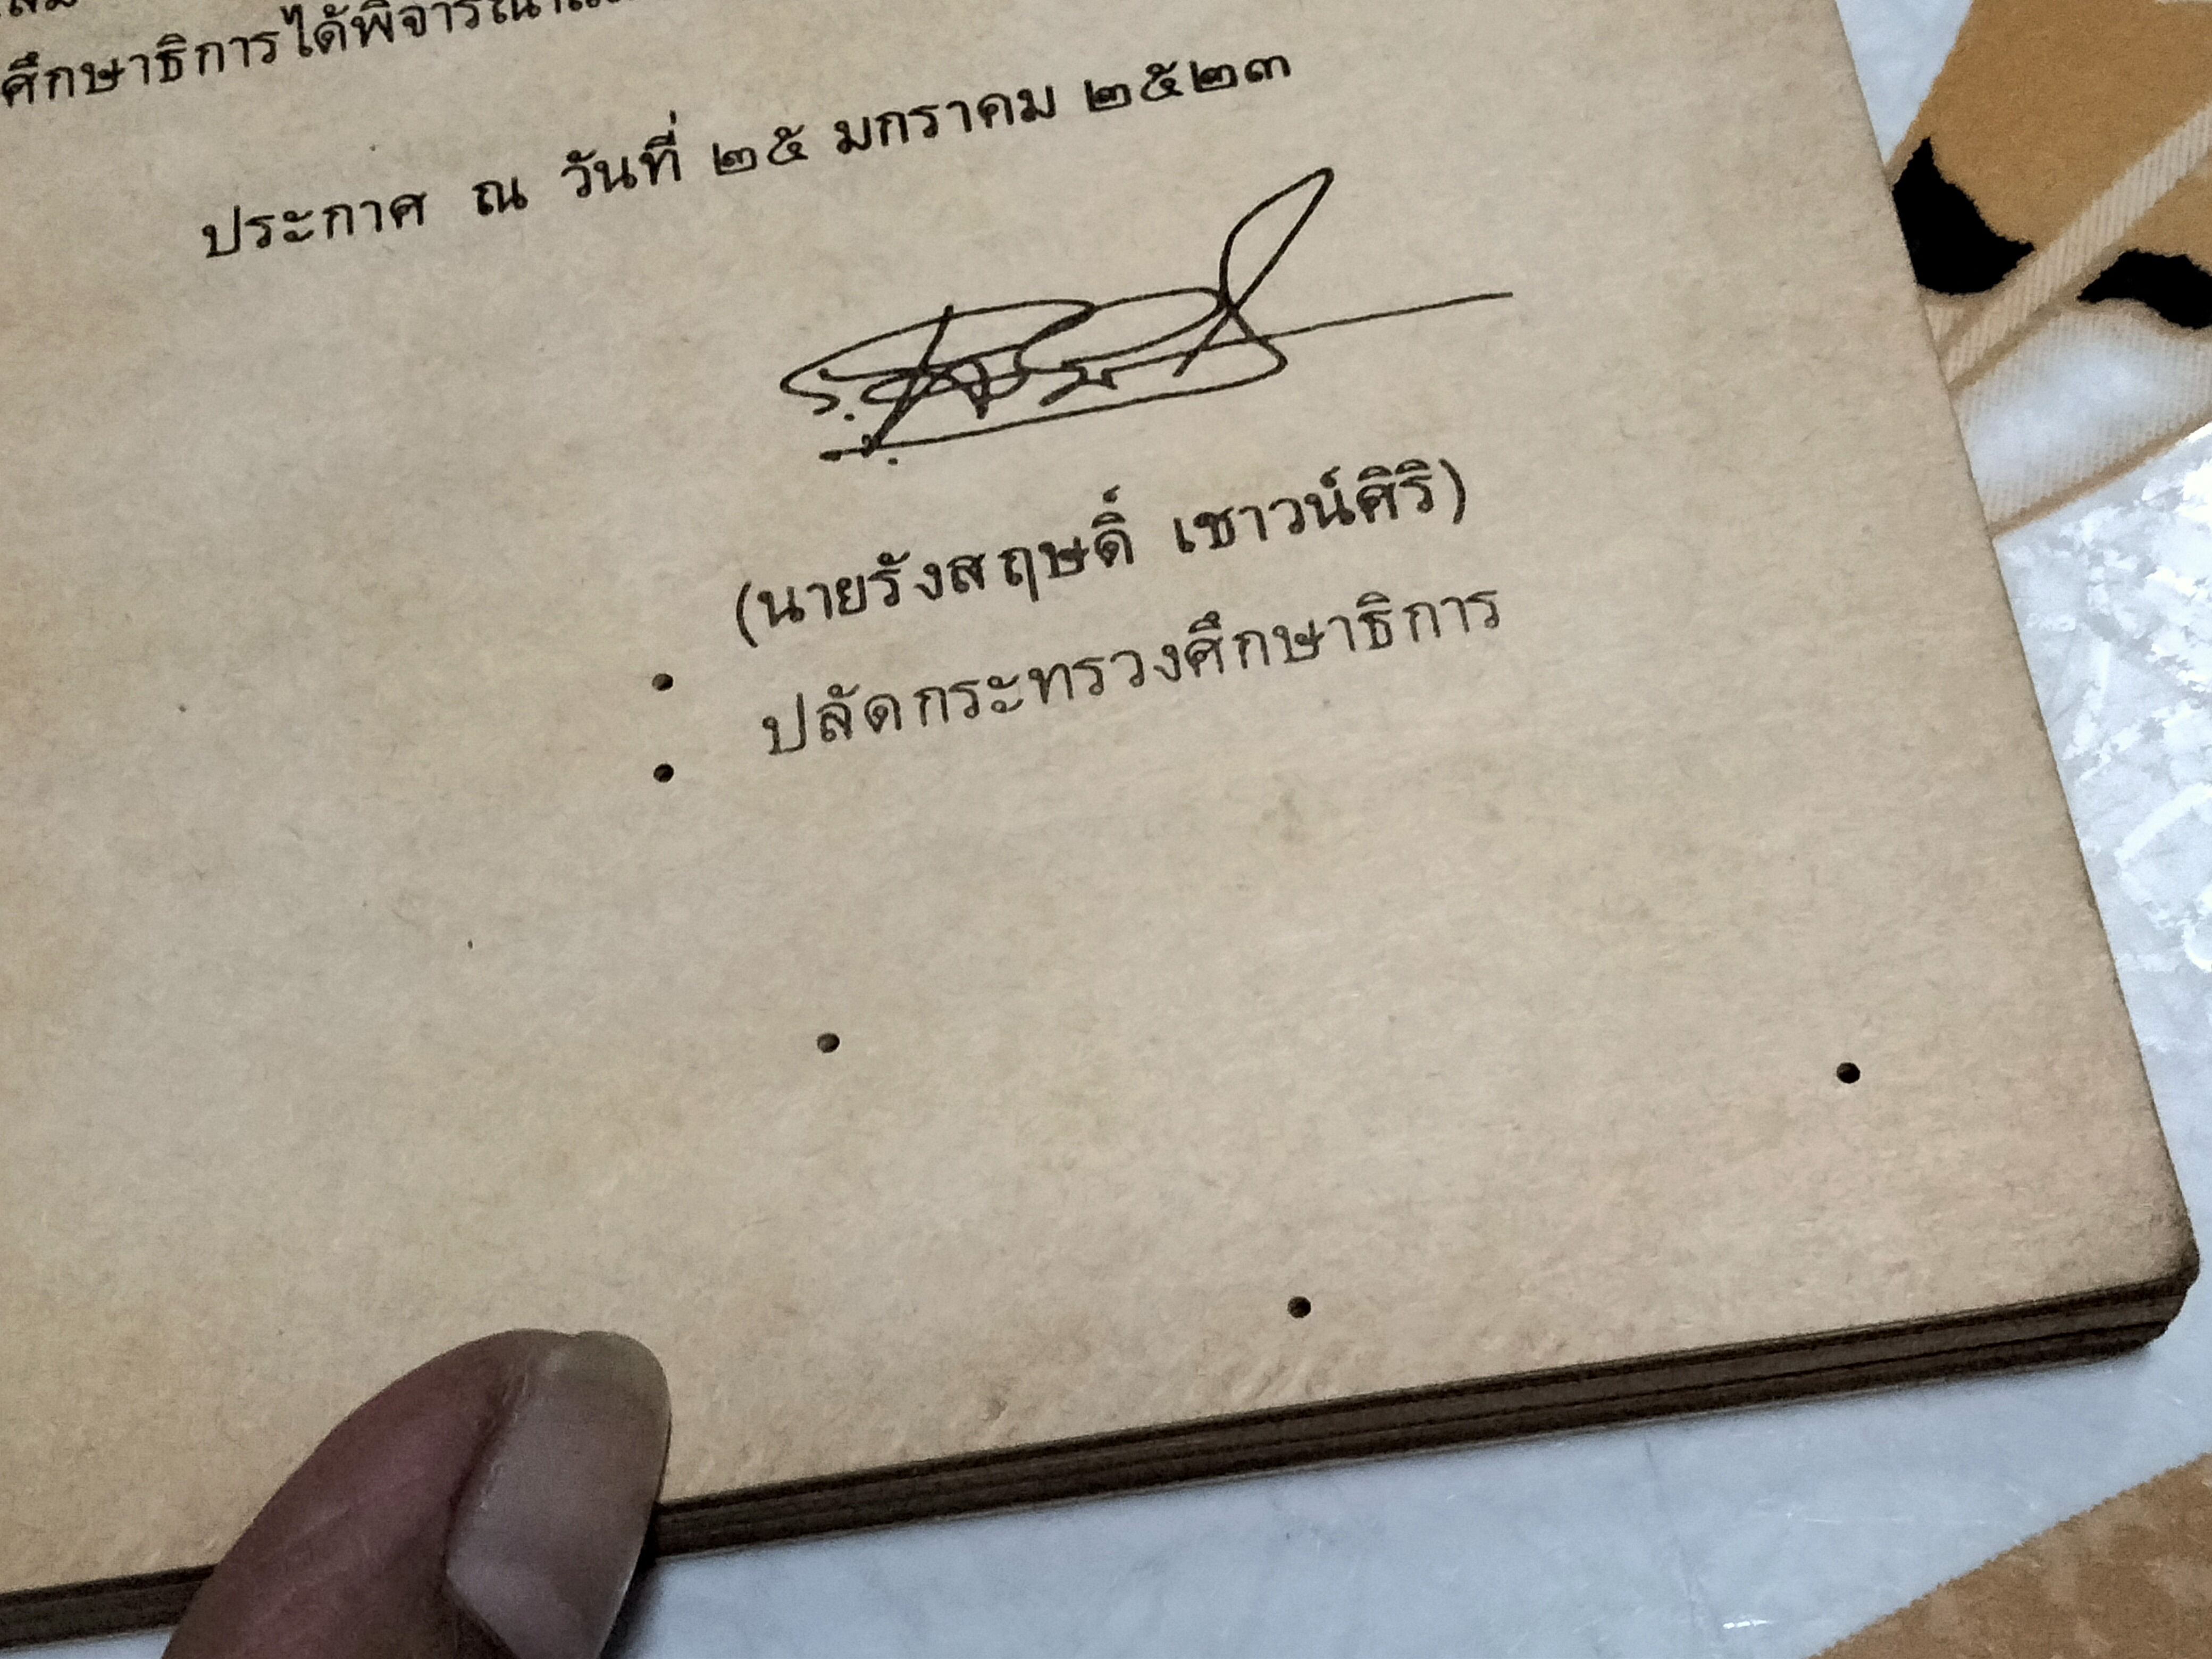 ศึกษาธิการได้พิจารณา
ประกาศ ณ วันที่ ๒๕ มกราคม ๒๕๒๓
(นายรังสฤษดิ์ เชาวน์ศิริ)
ปลัดกระทรวงศึกษาธิการ